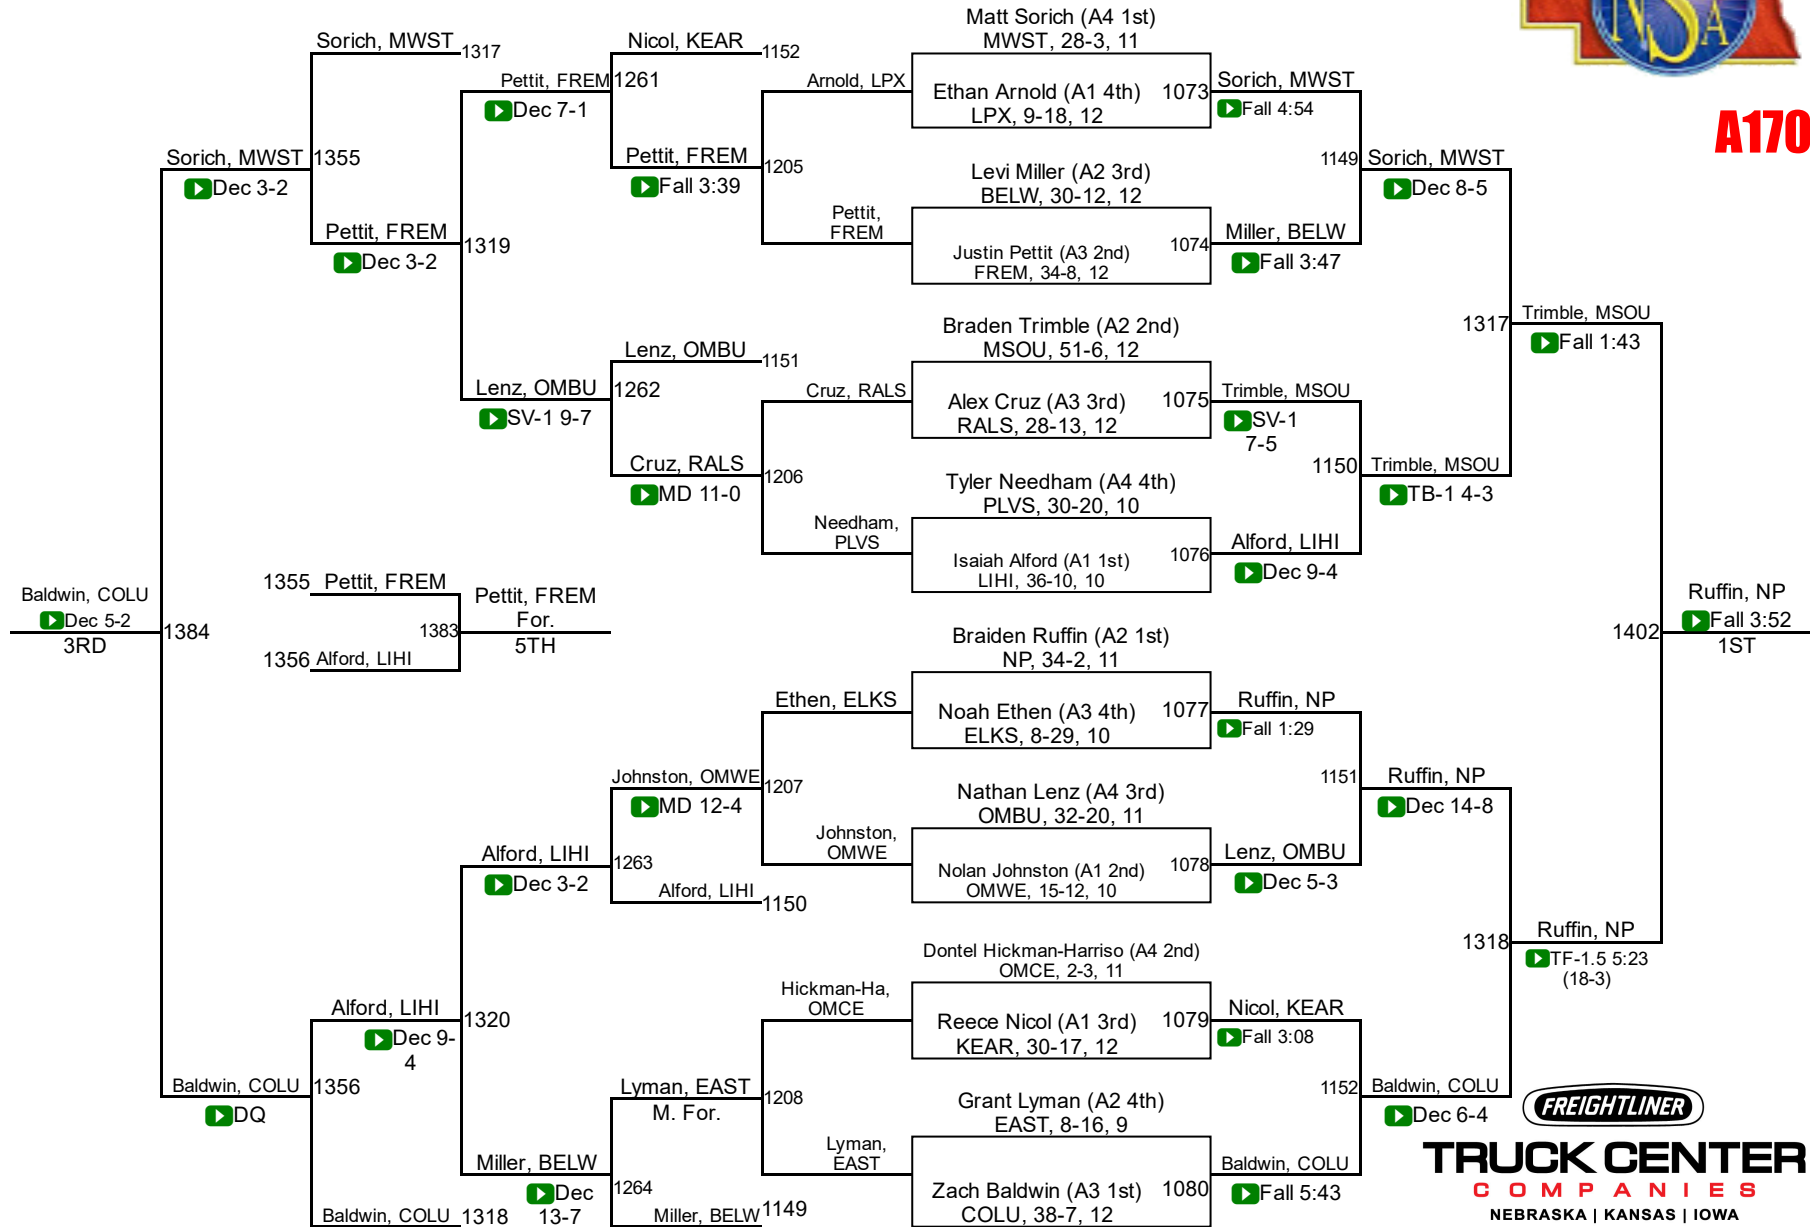 NSA
A170
Sorich, MWST
1317
Sorich, MWST
Dec 3-2
1355
Pettit, FREM
Dec 3-2
1319
Pettit, FREM
Dec 7-1
1261
Nicol, KEAR
1152
Pettit, FREM
Fall 3:39
1205
Arnold, LPX
Pettit,
FREM
Lenz, OMBU
SV-1 9-7
1262
Lenz, OMBU
1151
Cruz, RALS
MD 11-0
1206
Cruz, RALS
Needham,
PLVS
Baldwin, COLU
Dec 5-2
3RD
1384
1355
Pettit, FREM
1356
Alford, LIHI
1383
Pettit, FREM
For.
5TH
Baldwin, COLU
DQ
1356
Alford, LIHI
Dec 9-
4
1320
Baldwin, COLU
1318
Alford, LIHI
Dec 3-2
1263
Johnston, OMWE
MD 12-4
1207
Ethen, ELKS
Johnston,
OMWE
Alford, LIHI
1150
Miller, BELW
Dec
13-7
1264
Lyman, EAST
M. For.
1208
Hickman-Ha,
OMCE
Lyman,
EAST
Miller, BELW
1149
Matt Sorich (A4 1st)
MWST, 28-3, 11
Ethan Arnold (A1 4th)
LPX, 9-18, 12
1073
Levi Miller (A2 3rd)
BELW, 30-12, 12
Justin Pettit (A3 2nd)
FREM, 34-8, 12
1074
Braden Trimble (A2 2nd)
MSOU, 51-6, 12
Alex Cruz (A3 3rd)
RALS, 28-13, 12
1075
Tyler Needham (A4 4th)
PLVS, 30-20, 10
Isaiah Alford (A1 1st)
LIHI, 36-10, 10
1076
Braiden Ruffin (A2 1st)
NP, 34-2, 11
Noah Ethen (A3 4th)
ELKS, 8-29, 10
1077
Nathan Lenz (A4 3rd)
OMBU, 32-20, 11
Nolan Johnston (A1 2nd)
OMWE, 15-12, 10
1078
Dontel Hickman-Harriso (A4 2nd)
OMCE, 2-3, 11
Reece Nicol (A1 3rd)
KEAR, 30-17, 12
1079
Grant Lyman (A2 4th)
EAST, 8-16, 9
Zach Baldwin (A3 1st)
COLU, 38-7, 12
1080
Sorich, MWST
Fall 4:54
1149
Miller, BELW
Fall 3:47
Sorich, MWST
Dec 8-5
Trimble, MSOU
SV-1
7-5
1150
Alford, LIHI
Dec 9-4
Trimble, MSOU
TB-1 4-3
1317
Trimble, MSOU
Fall 1:43
Ruffin, NP
Fall 1:29
1151
Lenz, OMBU
Dec 5-3
Ruffin, NP
Dec 14-8
Nicol, KEAR
Fall 3:08
1152
Baldwin, COLU
Fall 5:43
Baldwin, COLU
Dec 6-4
1318
Ruffin, NP
TF-1.5 5:23
(18-3)
1402
Ruffin, NP
Fall 3:52
1ST
FREIGHTLINER
TRUCK CENTER
COMPANIES
NEBRASKA | KANSAS | IOWA